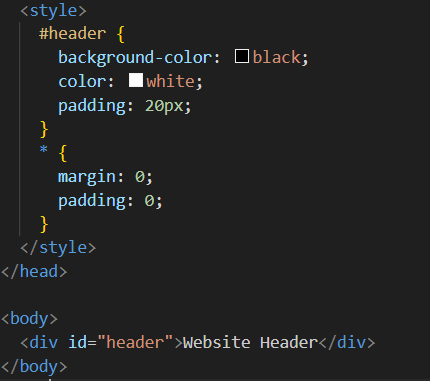 <style>
#header {
background-color: black;
color: white;
padding: 20px;
}
* {
margin: 0;
padding: 0;
}
</style>
</head>
<body>
<div id="header">Website Header</div>
</body>